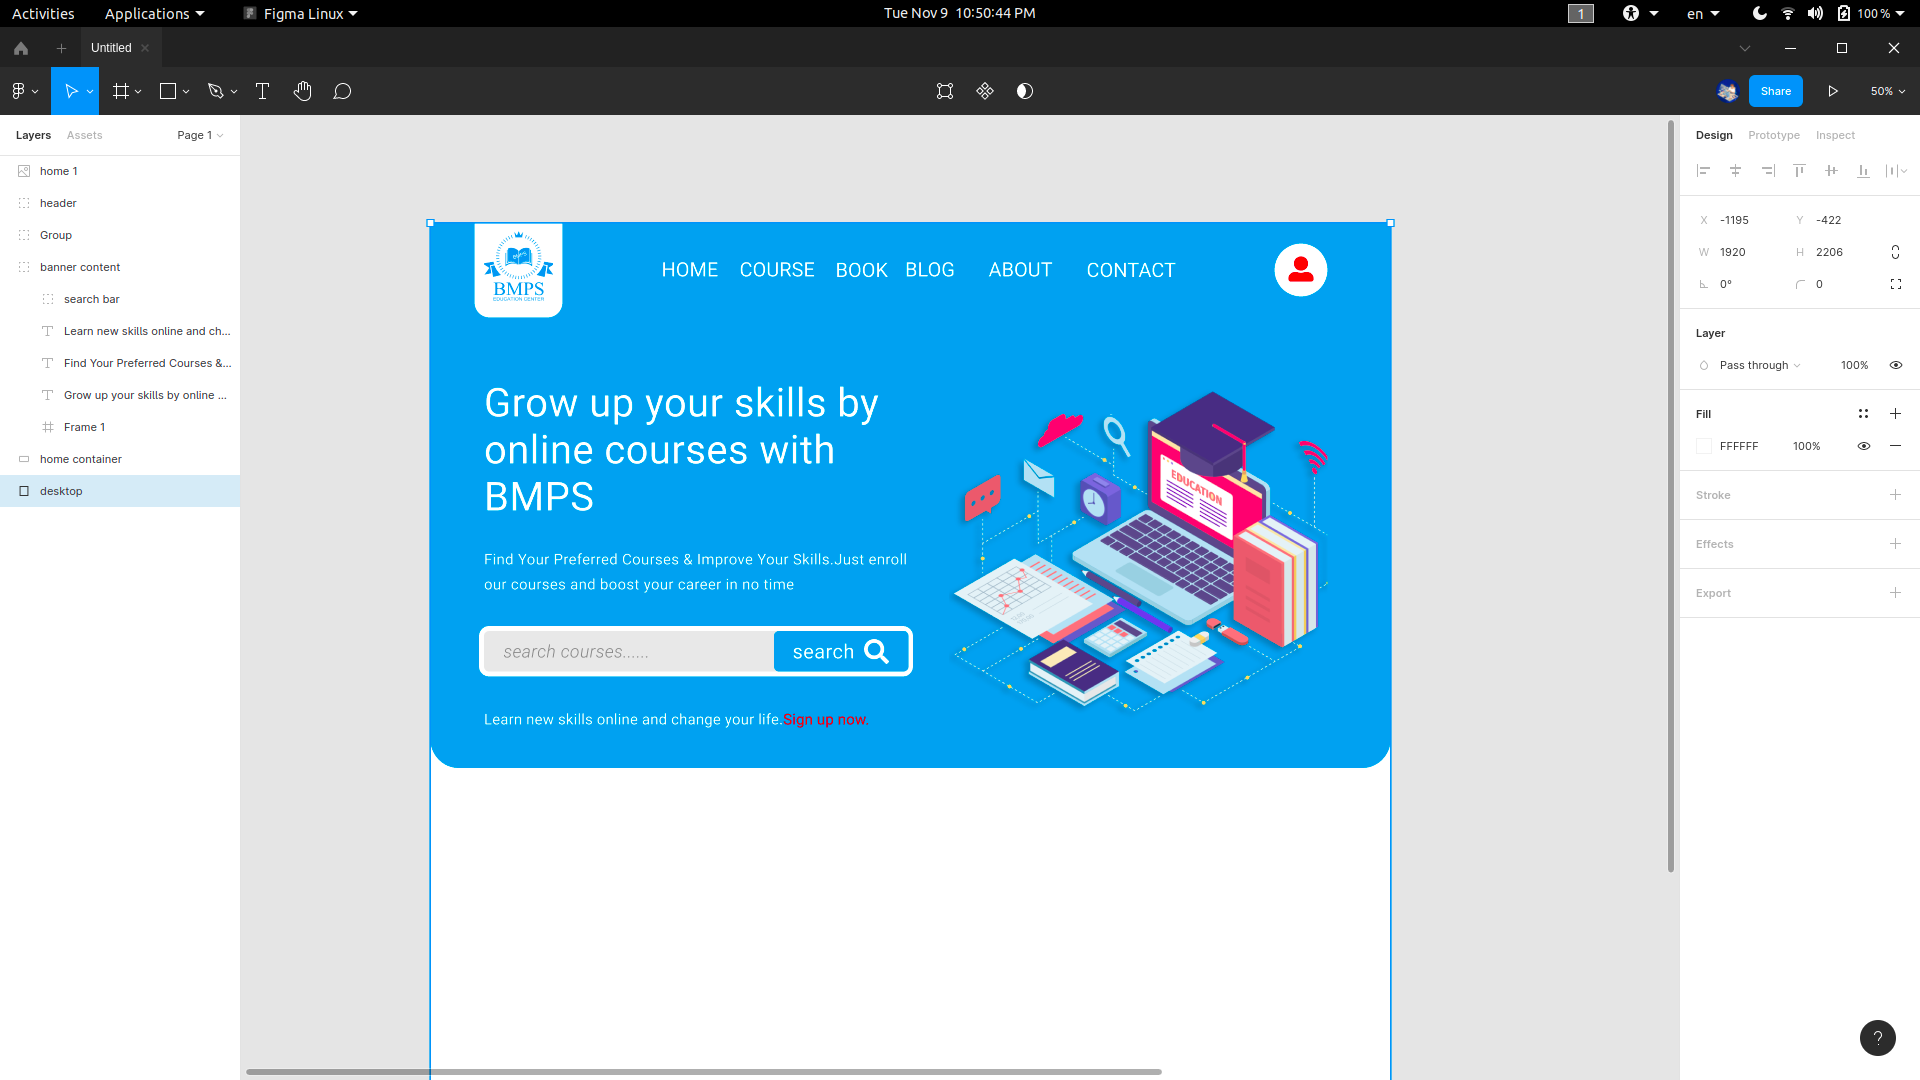 Activities Applications Figma Linux Tue Nov 9 10:50:44 PM 1 en 100 %
Untitled
Share 50%
Layers Assets Page 1
home 1
header
Group
banner content
search bar
Learn new skills online and ch...
Find Your Preferred Courses &...
Grow up your skills by online ...
Frame 1
home container
desktop
BMPS
EDUCATION CENTER
HOME COURSE BOOK BLOG ABOUT CONTACT
Grow up your skills by
online courses with
BMPS
Find Your Preferred Courses & Improve Your Skills.Just enroll
our courses and boost your career in no time
search courses...... search
Learn new skills online and change your life.Sign up now.
EDUCATION
Design Prototype Inspect
X -1195 Y -422
W 1920 H 2206
0° 0
Layer
Pass through 100%
Fill
FFFFFF 100%
Stroke
Effects
Export
?